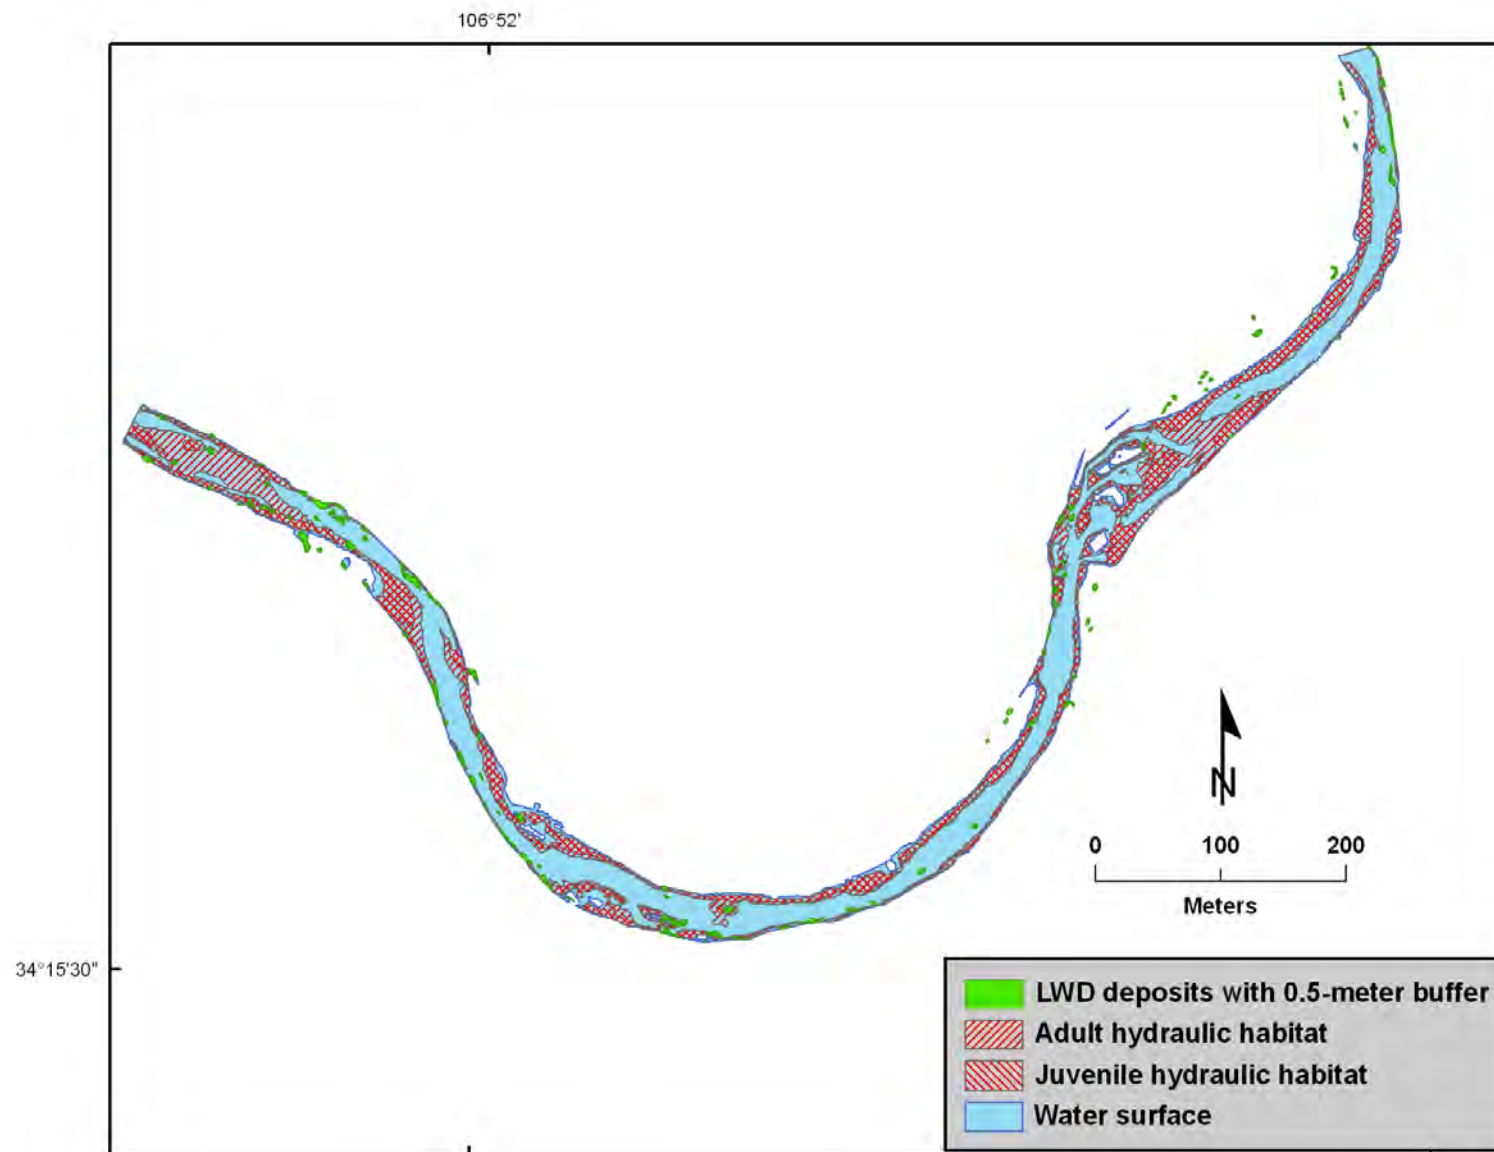 106°52'
34°15'30"
N
0 100 200
Meters
LWD deposits with 0.5-meter buffer
Adult hydraulic habitat
Juvenile hydraulic habitat
Water surface